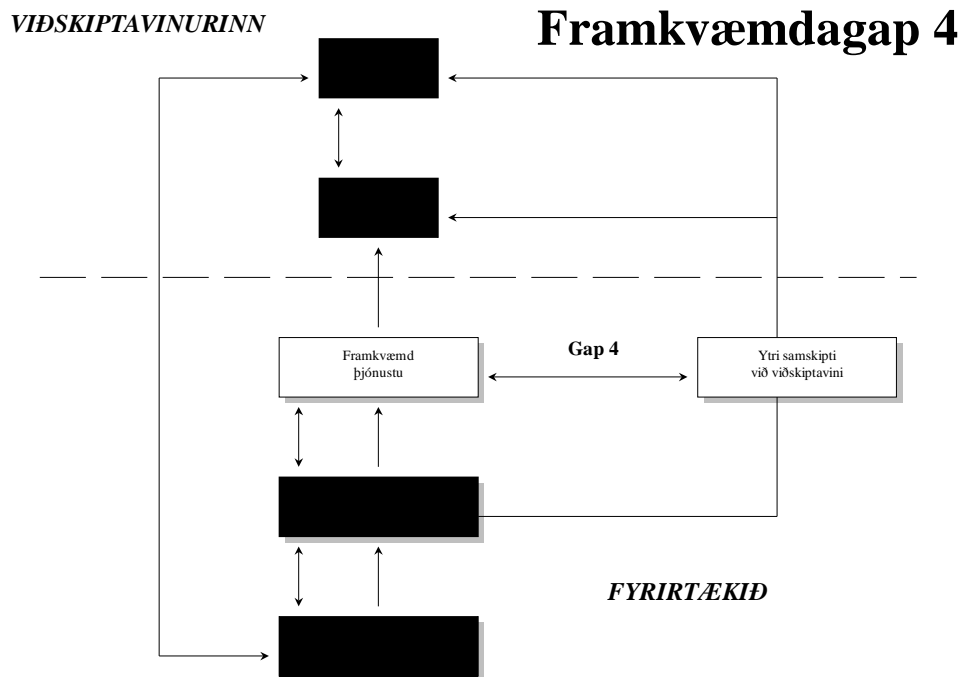 VIÐSKIPTAVINURINN
Framkvæmdagap 4
Framkvæmd
þjónustu
Gap 4
Ytri samskipti
við viðskiptavini
FYRIRTÆKIÐ